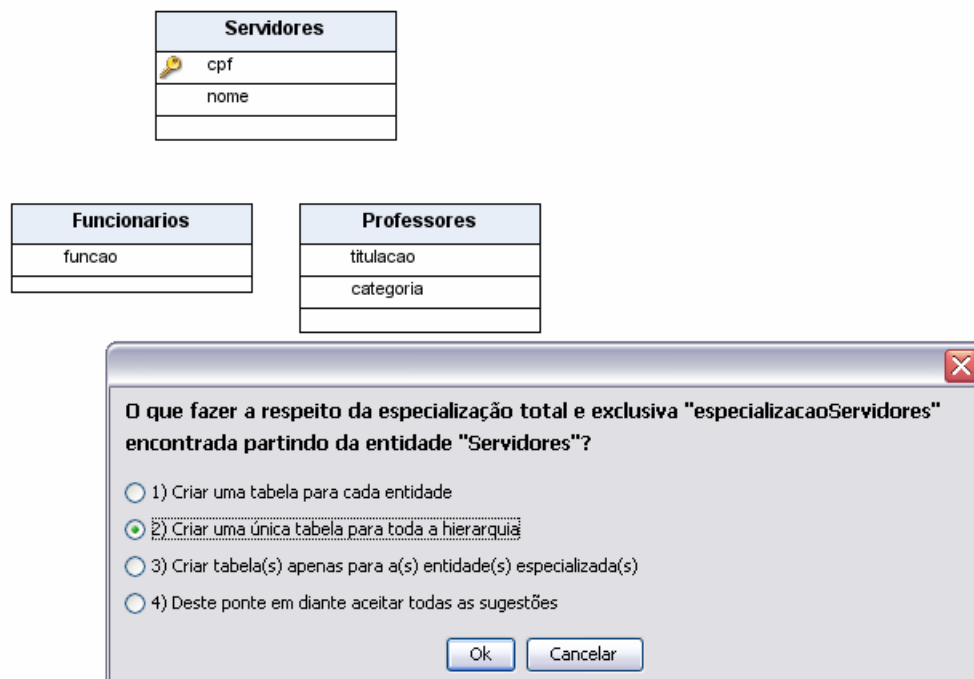 Servidores
cpf
nome
Funcionarios
funcao
Professores
titulacao
categoria
O que fazer a respeito da especialização total e exclusiva "especializacaoServidores"
encontrada partindo da entidade "Servidores"?
1) Criar uma tabela para cada entidade
2) Criar uma única tabela para toda a hierarquia
3) Criar tabela(s) apenas para a(s) entidade(s) especializada(s)
4) Deste ponte em diante aceitar todas as sugestões
Ok
Cancelar